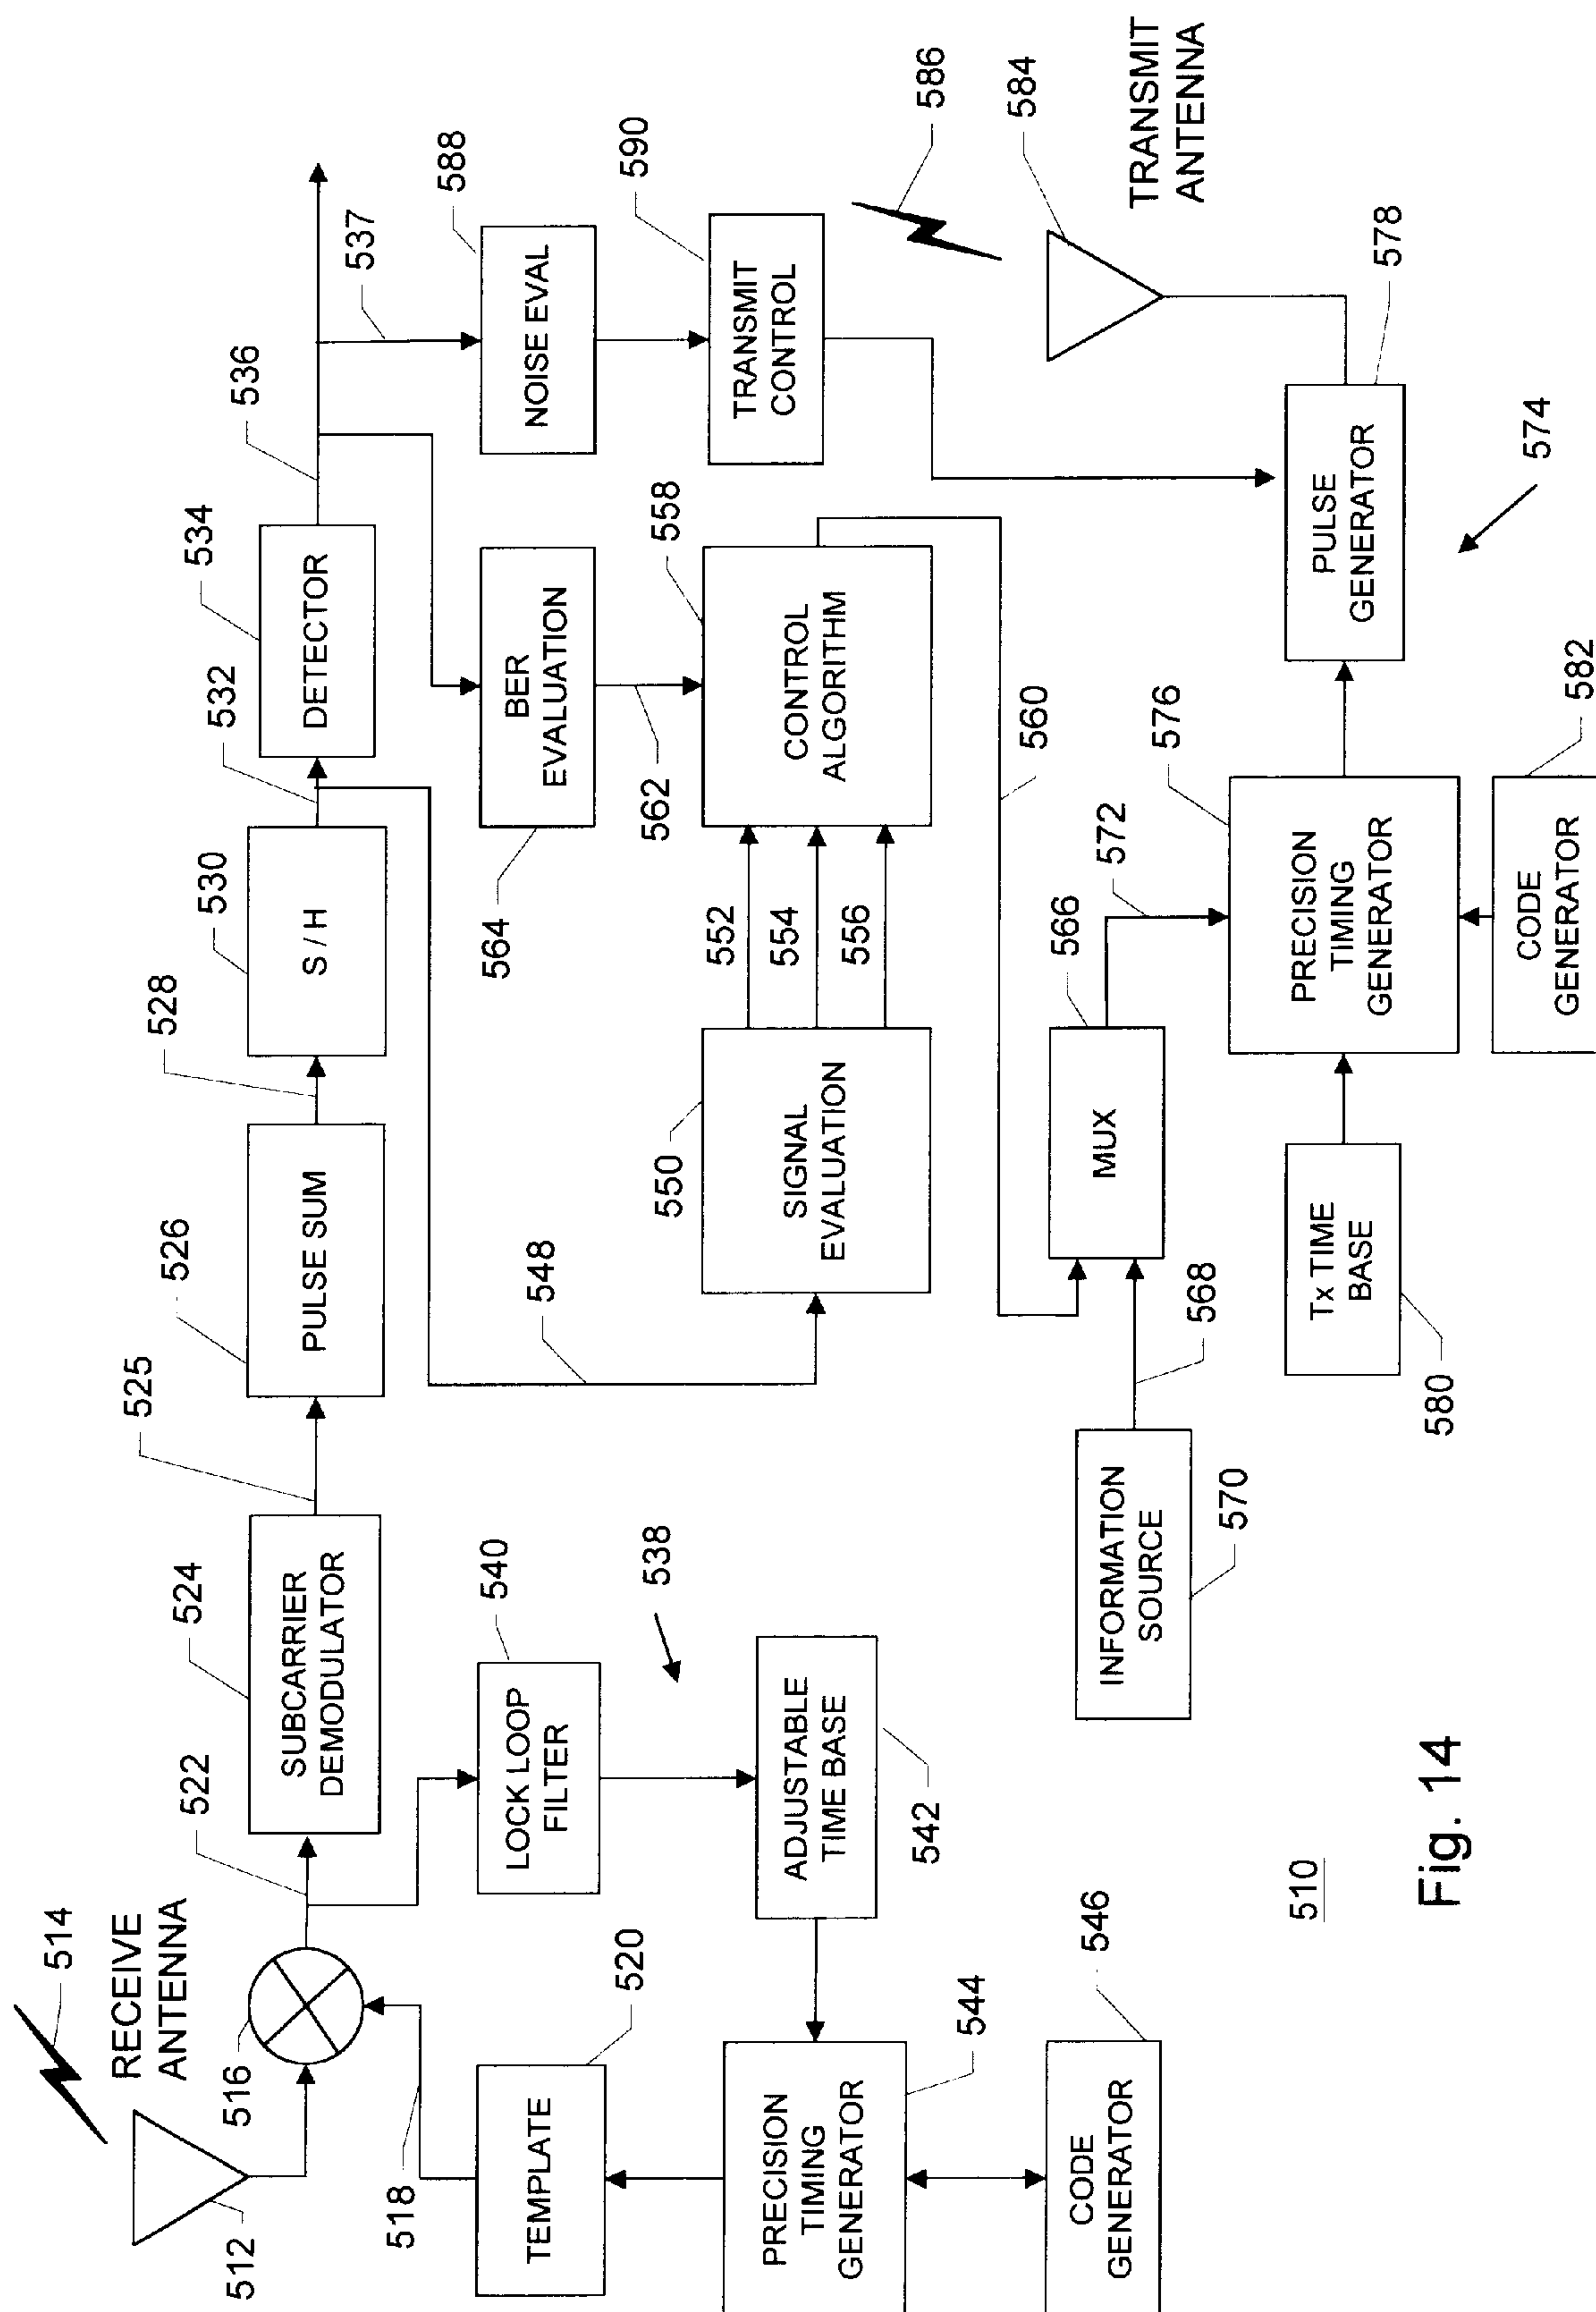 514
RECEIVE
ANTENNA
512
516
518
522
SUBCARRIER
DEMODULATOR
524
525
PULSE SUM
526
528
S / H
530
532
DETECTOR
534
536
537
TEMPLATE
520
LOCK LOOP
FILTER
540
538
548
BER
EVALUATION
564
562
NOISE EVAL
588
PRECISION
TIMING
GENERATOR
544
ADJUSTABLE
TIME BASE
542
SIGNAL
EVALUATION
550
552
554
556
CONTROL
ALGORITHM
558
560
TRANSMIT
CONTROL
590
586
CODE
GENERATOR
546
INFORMATION
SOURCE
570
568
MUX
566
572
584
TRANSMIT
ANTENNA
Tx TIME
BASE
580
PRECISION
TIMING
GENERATOR
576
PULSE
GENERATOR
578
574
CODE
GENERATOR
582
510
Fig. 14